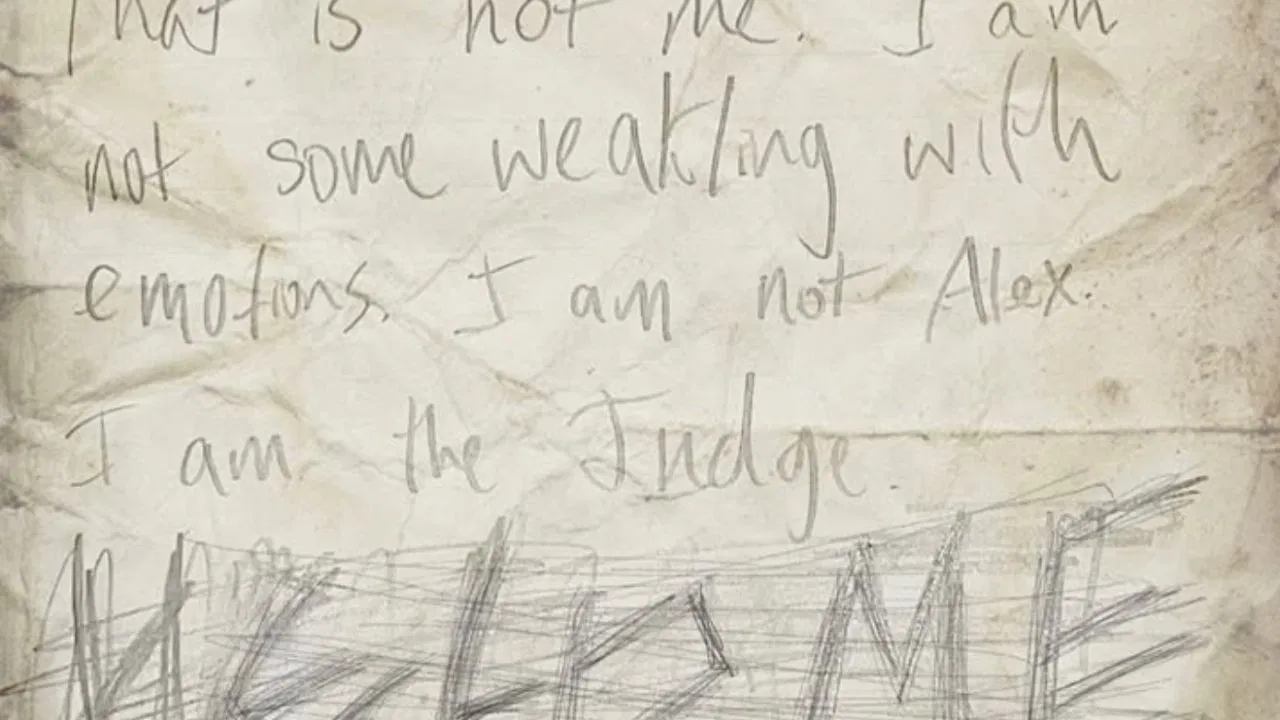 That is not me. I am
not some weakling with
emotions. I am not Alex.
I am the Judge.
HELP ME